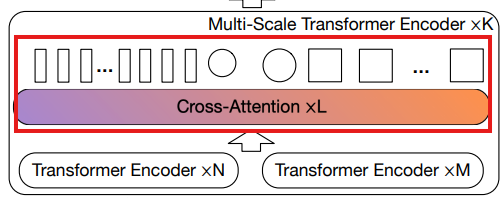 Multi-Scale Transformer Encoder ×K
...
...
Cross-Attention ×L
Transformer Encoder ×N
Transformer Encoder ×M